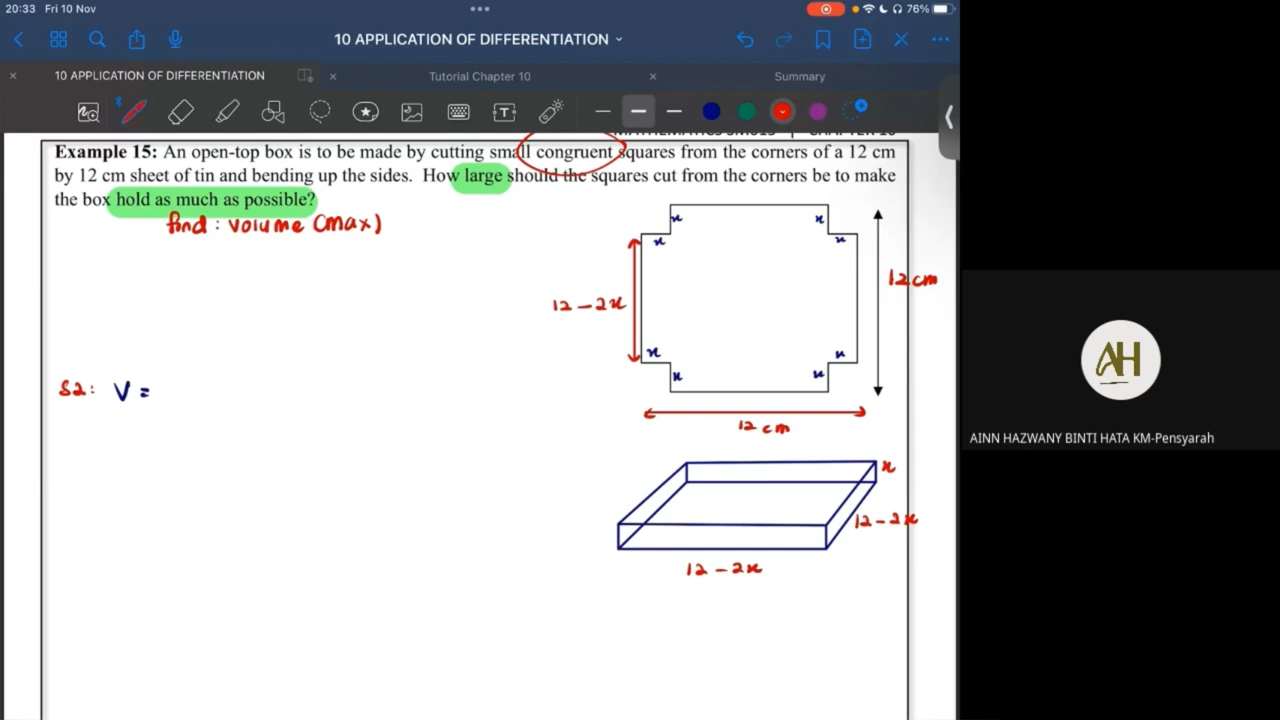 20:33 Fri 10 Nov
76%
10 APPLICATION OF DIFFERENTIATION
10 APPLICATION OF DIFFERENTIATION
Tutorial Chapter 10
Summary
Example 15: An open-top box is to be made by cutting small congruent squares from the corners of a 12 cm
by 12 cm sheet of tin and bending up the sides. How large should the squares cut from the corners be to make
the box hold as much as possible?
find : volume (max)
x x
x x
12 cm
12 - 2x
x x
x x
S2: V =
12 cm
x
12 - 2x
12 - 2x
AH
AINN HAZWANY BINTI HATA KM-Pensyarah